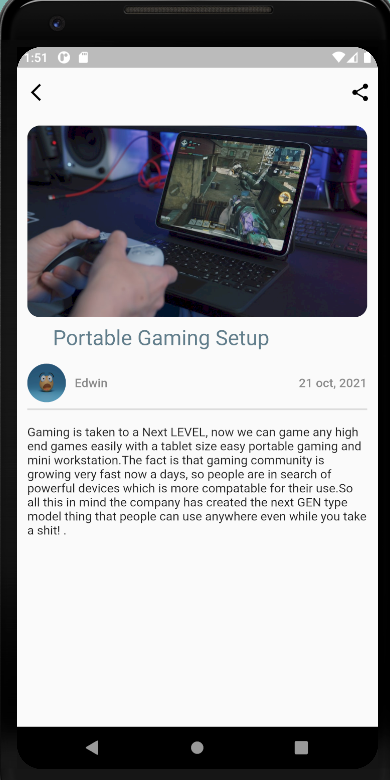 1:51
Portable Gaming Setup
Edwin
21 oct, 2021
Gaming is taken to a Next LEVEL, now we can game any high
end games easily with a tablet size easy portable gaming and
mini workstation.The fact is that gaming community is
growing very fast now a days, so people are in search of
powerful devices which is more compatable for their use.So
all this in mind the company has created the next GEN type
model thing that people can use anywhere even while you take
a shit! .